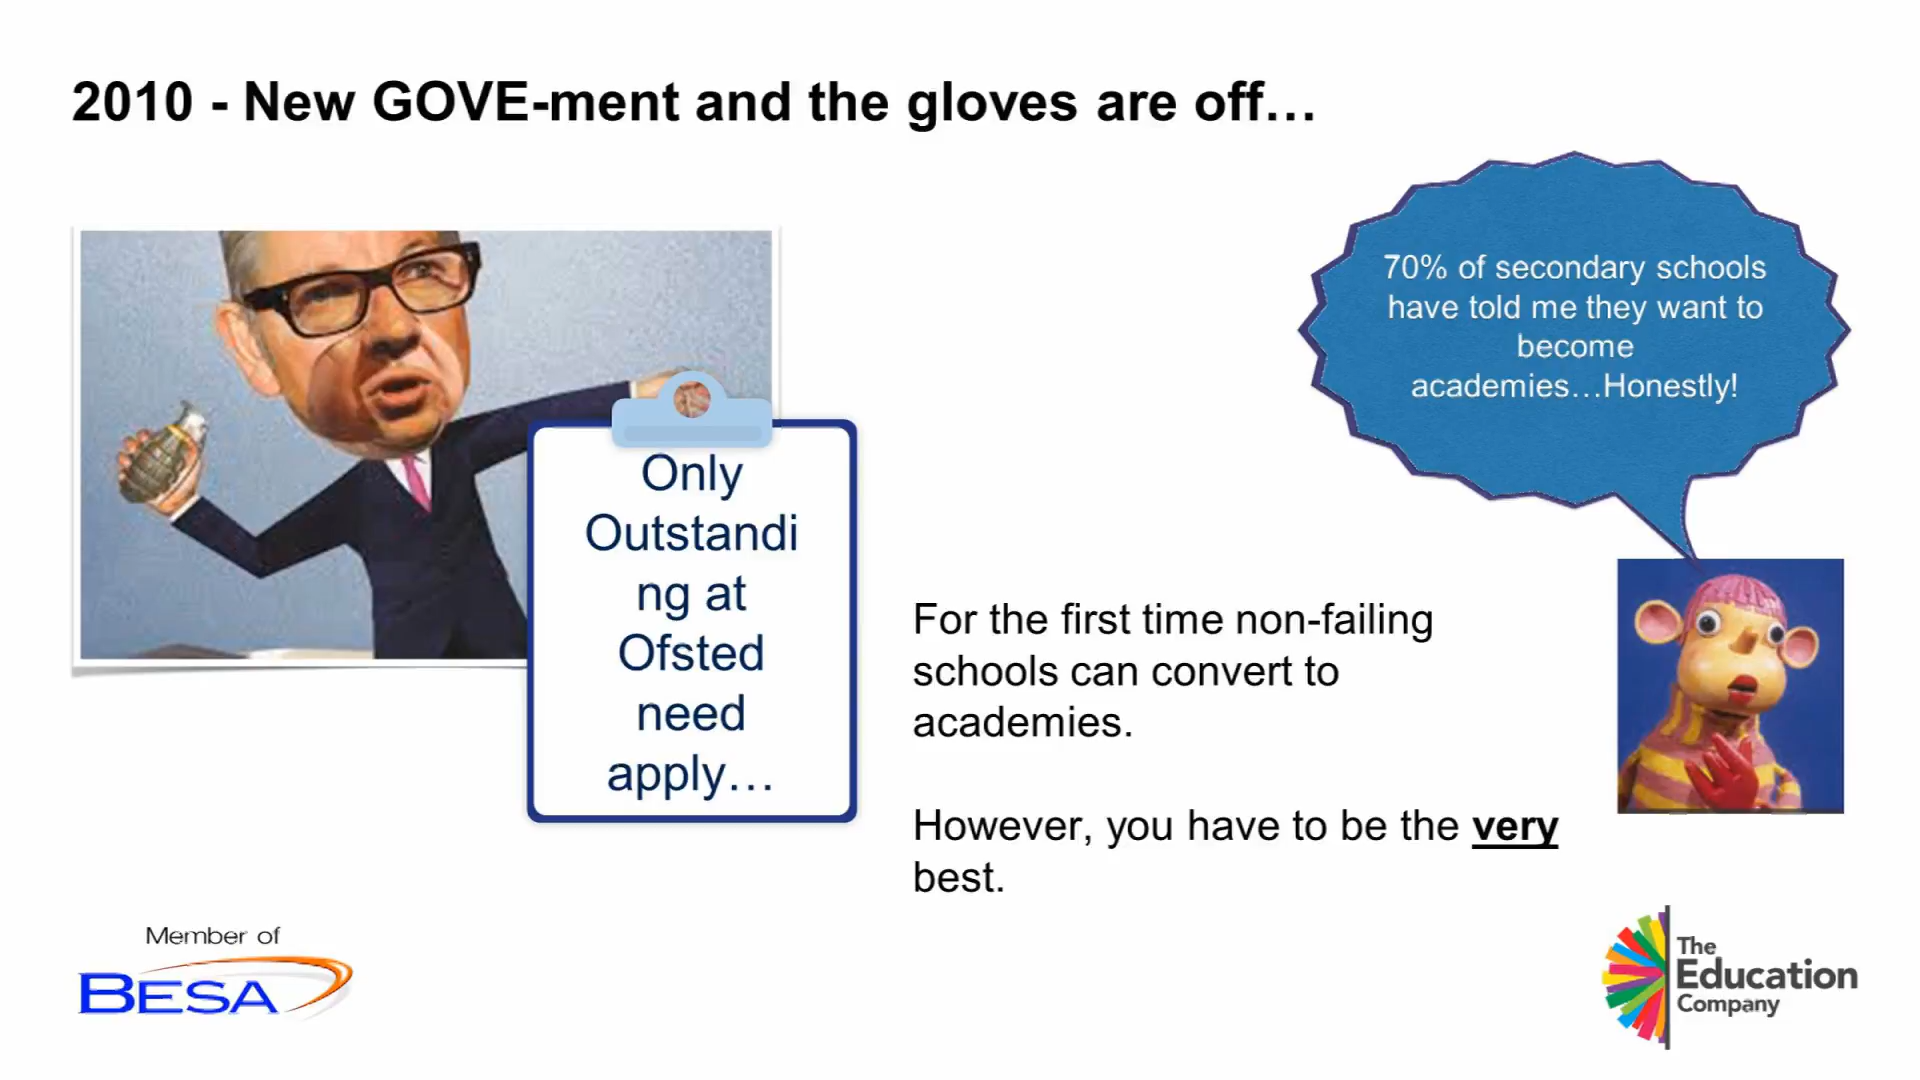 2010 - New GOVE-ment and the gloves are off…
70% of secondary schools
have told me they want to
become
academies…Honestly!
Only
Outstandi
ng at
Ofsted
need
apply…
For the first time non-failing
schools can convert to
academies.
However, you have to be the very
best.
Member of
BESA
The
Education
Company